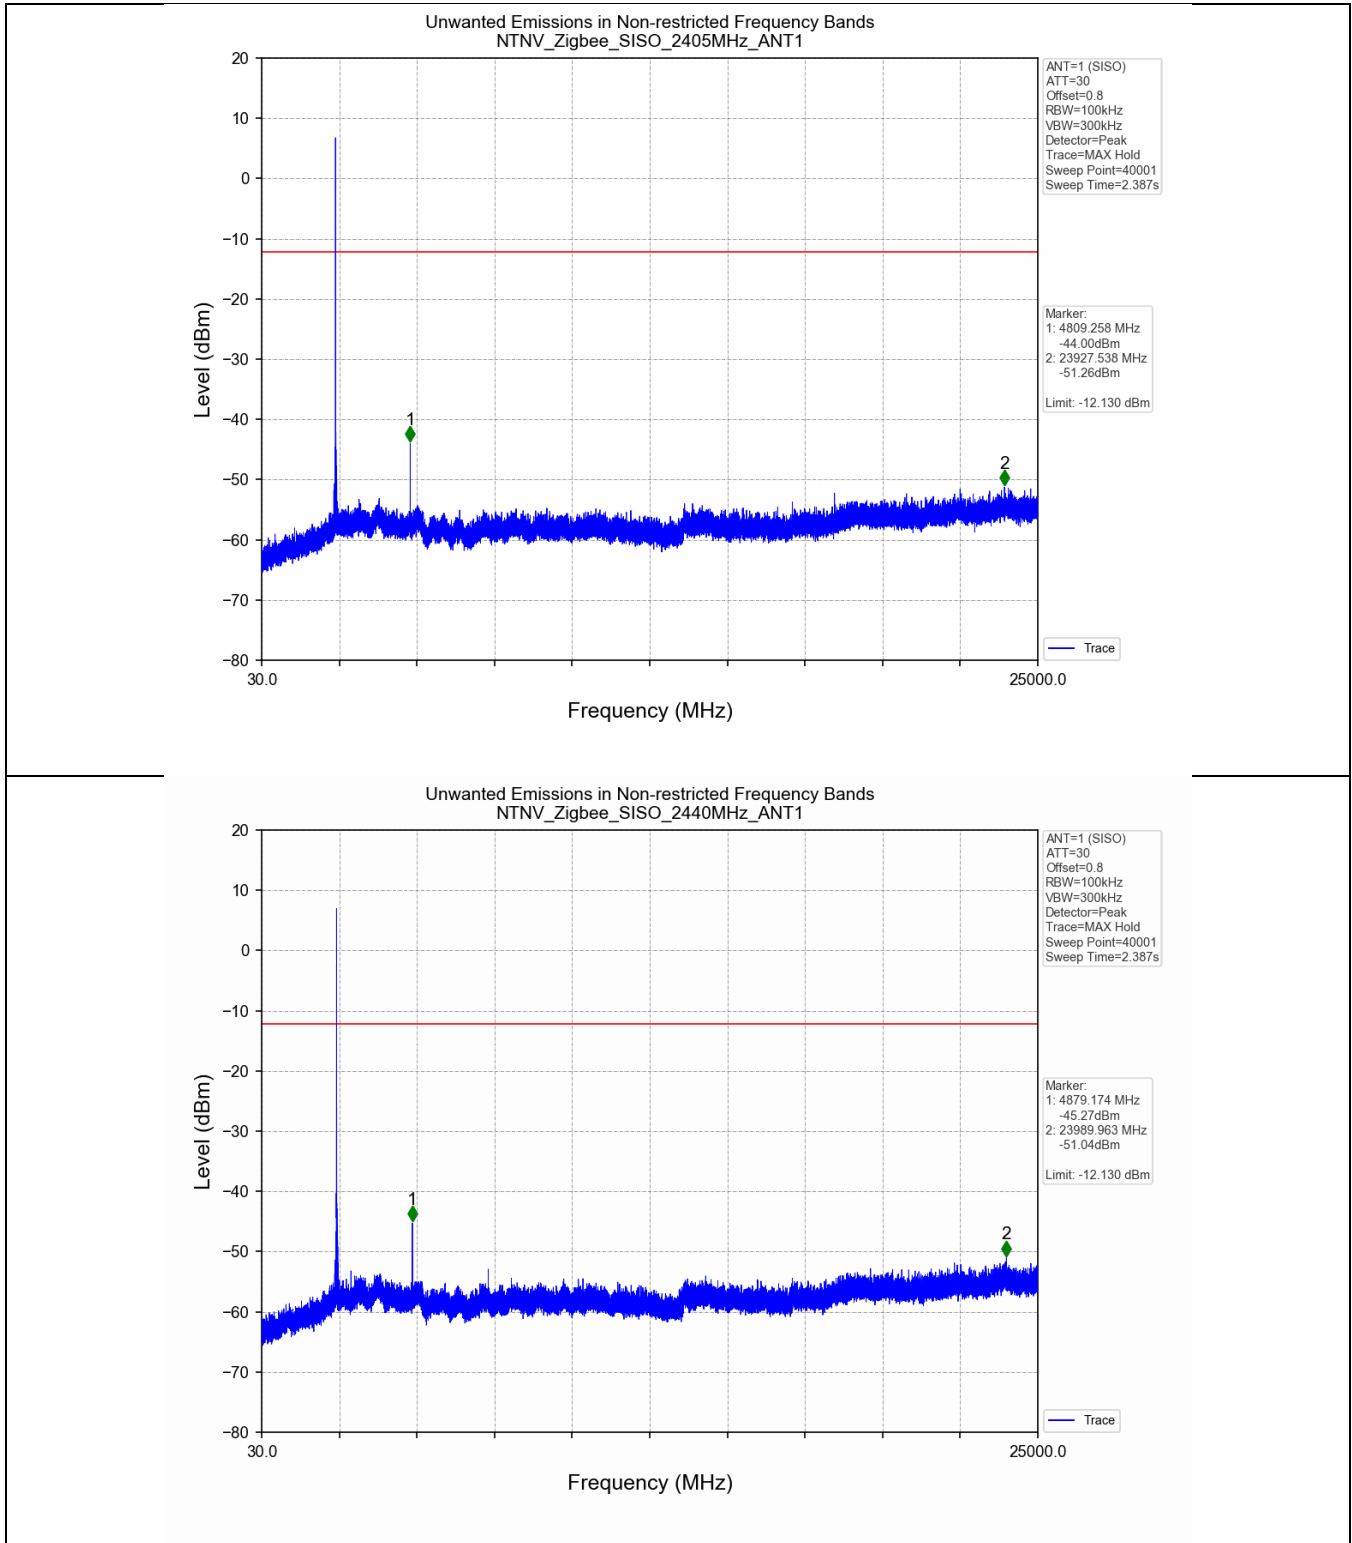 Unwanted Emissions in Non-restricted Frequency Bands
NTNV_Zigbee_SISO_2405MHz_ANT1
20
10
0
−10
−20
−30
−40
−50
−60
−70
−80
Level (dBm)
1
2
30.0
25000.0
Frequency (MHz)
ANT=1 (SISO)
ATT=30
Offset=0.8
RBW=100kHz
VBW=300kHz
Detector=Peak
Trace=MAX Hold
Sweep Point=40001
Sweep Time=2.387s
Marker:
1: 4809.258 MHz
-44.00dBm
2: 23927.538 MHz
-51.26dBm
Limit: -12.130 dBm
Trace
Unwanted Emissions in Non-restricted Frequency Bands
NTNV_Zigbee_SISO_2440MHz_ANT1
20
10
0
−10
−20
−30
−40
−50
−60
−70
−80
Level (dBm)
1
2
30.0
25000.0
Frequency (MHz)
ANT=1 (SISO)
ATT=30
Offset=0.8
RBW=100kHz
VBW=300kHz
Detector=Peak
Trace=MAX Hold
Sweep Point=40001
Sweep Time=2.387s
Marker:
1: 4879.174 MHz
-45.27dBm
2: 23989.963 MHz
-51.04dBm
Limit: -12.130 dBm
Trace